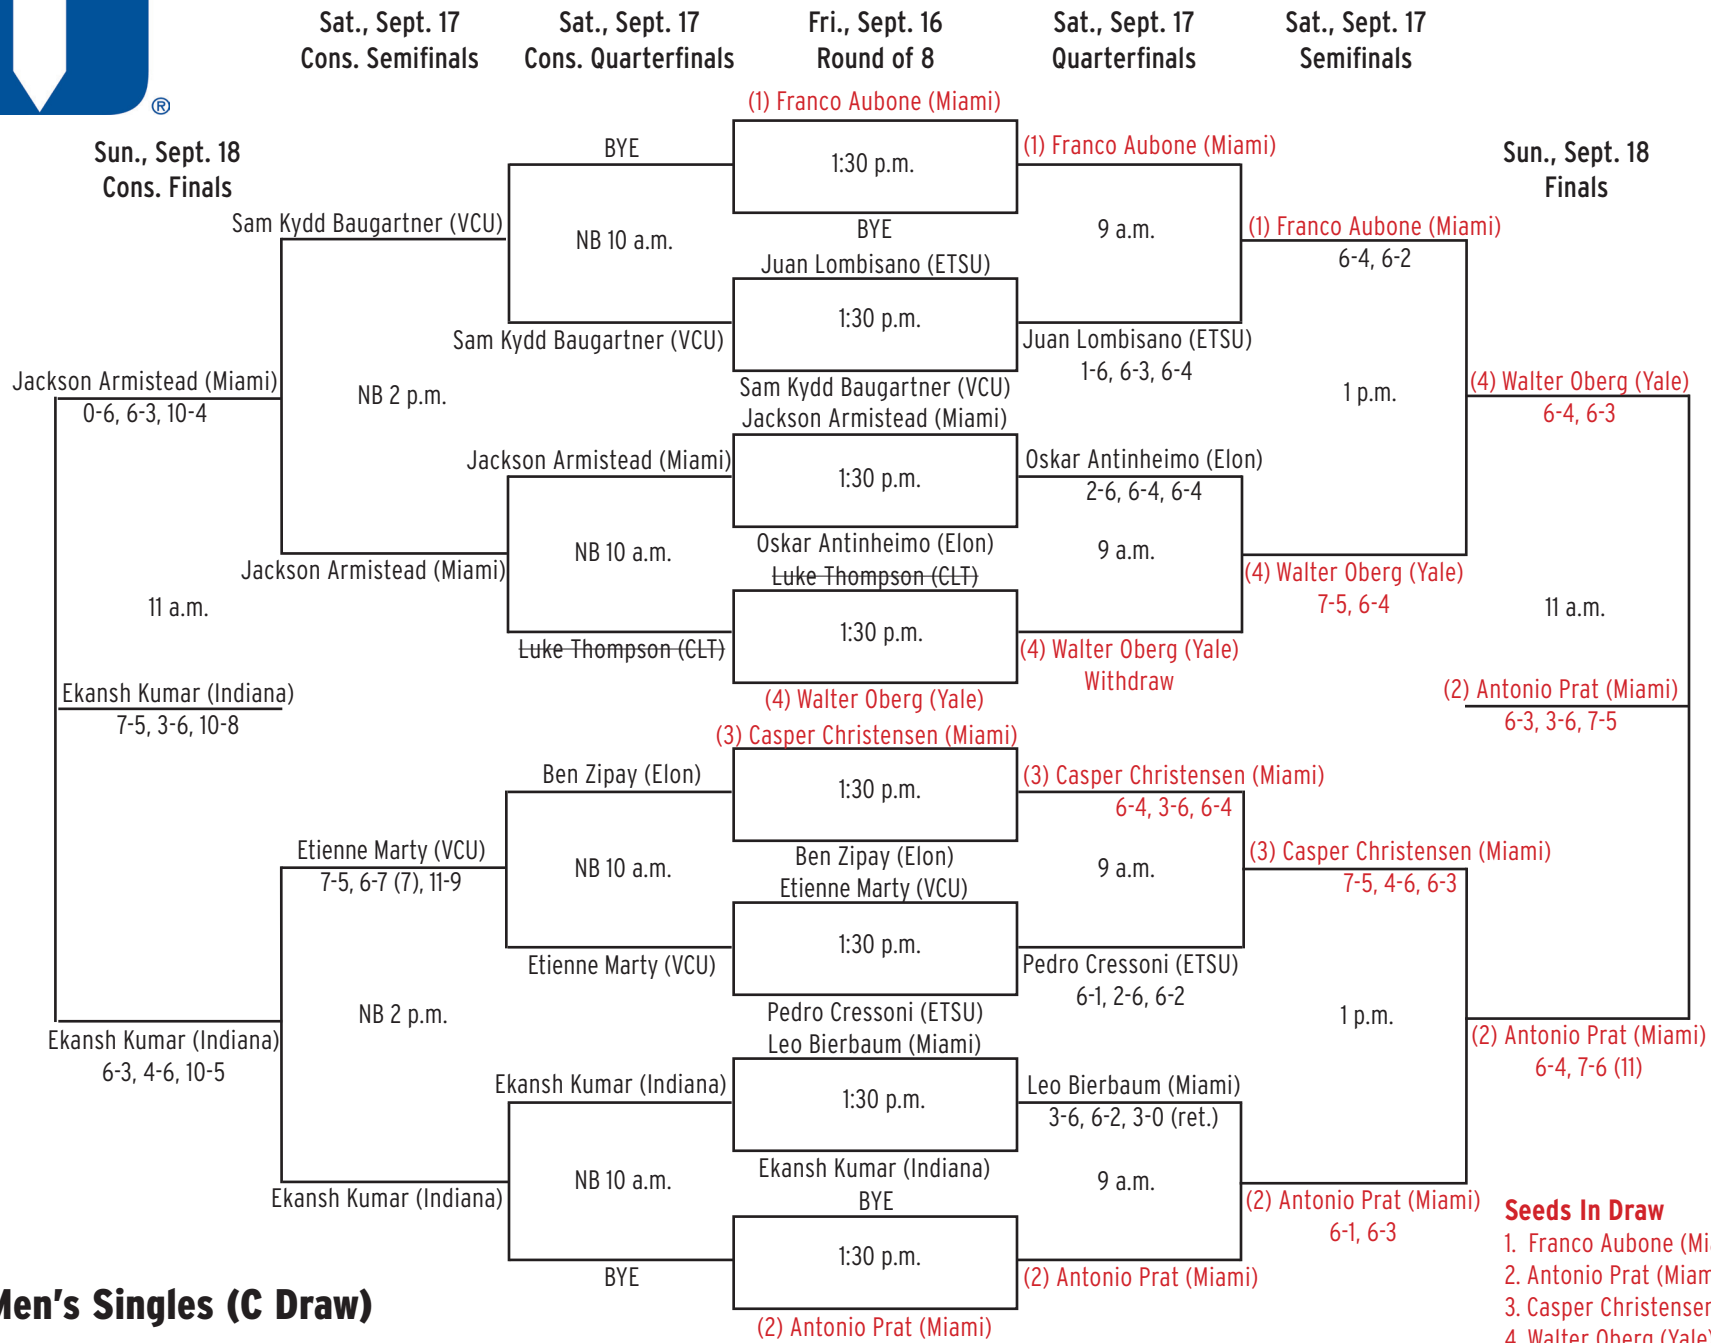 Sat., Sept. 17
Cons. Semifinals
Sat., Sept. 17
Cons. Quarterfinals
Fri., Sept. 16
Round of 8
Sat., Sept. 17
Quarterfinals
Sat., Sept. 17
Semifinals
®
Sun., Sept. 18
Cons. Finals
Sun., Sept. 18
Finals
Jackson Armistead (Miami)
0-6, 6-3, 10-4
11 a.m.
Ekansh Kumar (Indiana)
7-5, 3-6, 10-8
Ekansh Kumar (Indiana)
6-3, 4-6, 10-5
Sam Kydd Baugartner (VCU)
NB 2 p.m.
Jackson Armistead (Miami)
Etienne Marty (VCU)
7-5, 6-7 (7), 11-9
NB 2 p.m.
Ekansh Kumar (Indiana)
BYE
NB 10 a.m.
Sam Kydd Baugartner (VCU)
Jackson Armistead (Miami)
NB 10 a.m.
Luke Thompson (CLT)
Ben Zipay (Elon)
NB 10 a.m.
Etienne Marty (VCU)
Ekansh Kumar (Indiana)
NB 10 a.m.
BYE
(1) Franco Aubone (Miami)
1:30 p.m.
BYE
Juan Lombisano (ETSU)
1:30 p.m.
Sam Kydd Baugartner (VCU)
Jackson Armistead (Miami)
1:30 p.m.
Oskar Antinheimo (Elon)
Luke Thompson (CLT)
1:30 p.m.
(4) Walter Oberg (Yale)
(3) Casper Christensen (Miami)
1:30 p.m.
Ben Zipay (Elon)
Etienne Marty (VCU)
1:30 p.m.
Pedro Cressoni (ETSU)
Leo Bierbaum (Miami)
1:30 p.m.
Ekansh Kumar (Indiana)
BYE
1:30 p.m.
(2) Antonio Prat (Miami)
(1) Franco Aubone (Miami)
9 a.m.
Juan Lombisano (ETSU)
1-6, 6-3, 6-4
Oskar Antinheimo (Elon)
2-6, 6-4, 6-4
9 a.m.
(4) Walter Oberg (Yale)
Withdraw
(3) Casper Christensen (Miami)
6-4, 3-6, 6-4
9 a.m.
Pedro Cressoni (ETSU)
6-1, 2-6, 6-2
Leo Bierbaum (Miami)
3-6, 6-2, 3-0 (ret.)
9 a.m.
(2) Antonio Prat (Miami)
(1) Franco Aubone (Miami)
6-4, 6-2
1 p.m.
(4) Walter Oberg (Yale)
7-5, 6-4
(3) Casper Christensen (Miami)
7-5, 4-6, 6-3
1 p.m.
(2) Antonio Prat (Miami)
6-1, 6-3
(4) Walter Oberg (Yale)
6-4, 6-3
11 a.m.
(2) Antonio Prat (Miami)
6-3, 3-6, 7-5
(2) Antonio Prat (Miami)
6-4, 7-6 (11)
Seeds In Draw
1. Franco Aubone (Mi
2. Antonio Prat (Miam
3. Casper Christensen
4. Walter Oberg (Yale)
Men's Singles (C Draw)